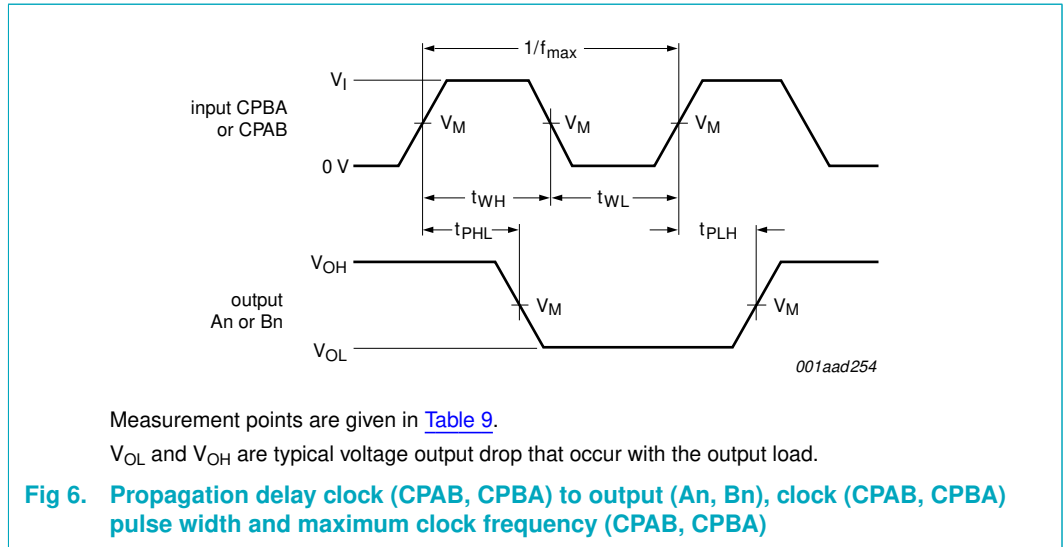 1/fmax
VI
input CPBA
or CPAB
VM VM VM
0 V
tWH tWL
tPHL tPLH
VOH
output
An or Bn
VM VM
VOL
001aad254
Measurement points are given in Table 9.
VOL and VOH are typical voltage output drop that occur with the output load.
Fig 6. Propagation delay clock (CPAB, CPBA) to output (An, Bn), clock (CPAB, CPBA)
pulse width and maximum clock frequency (CPAB, CPBA)